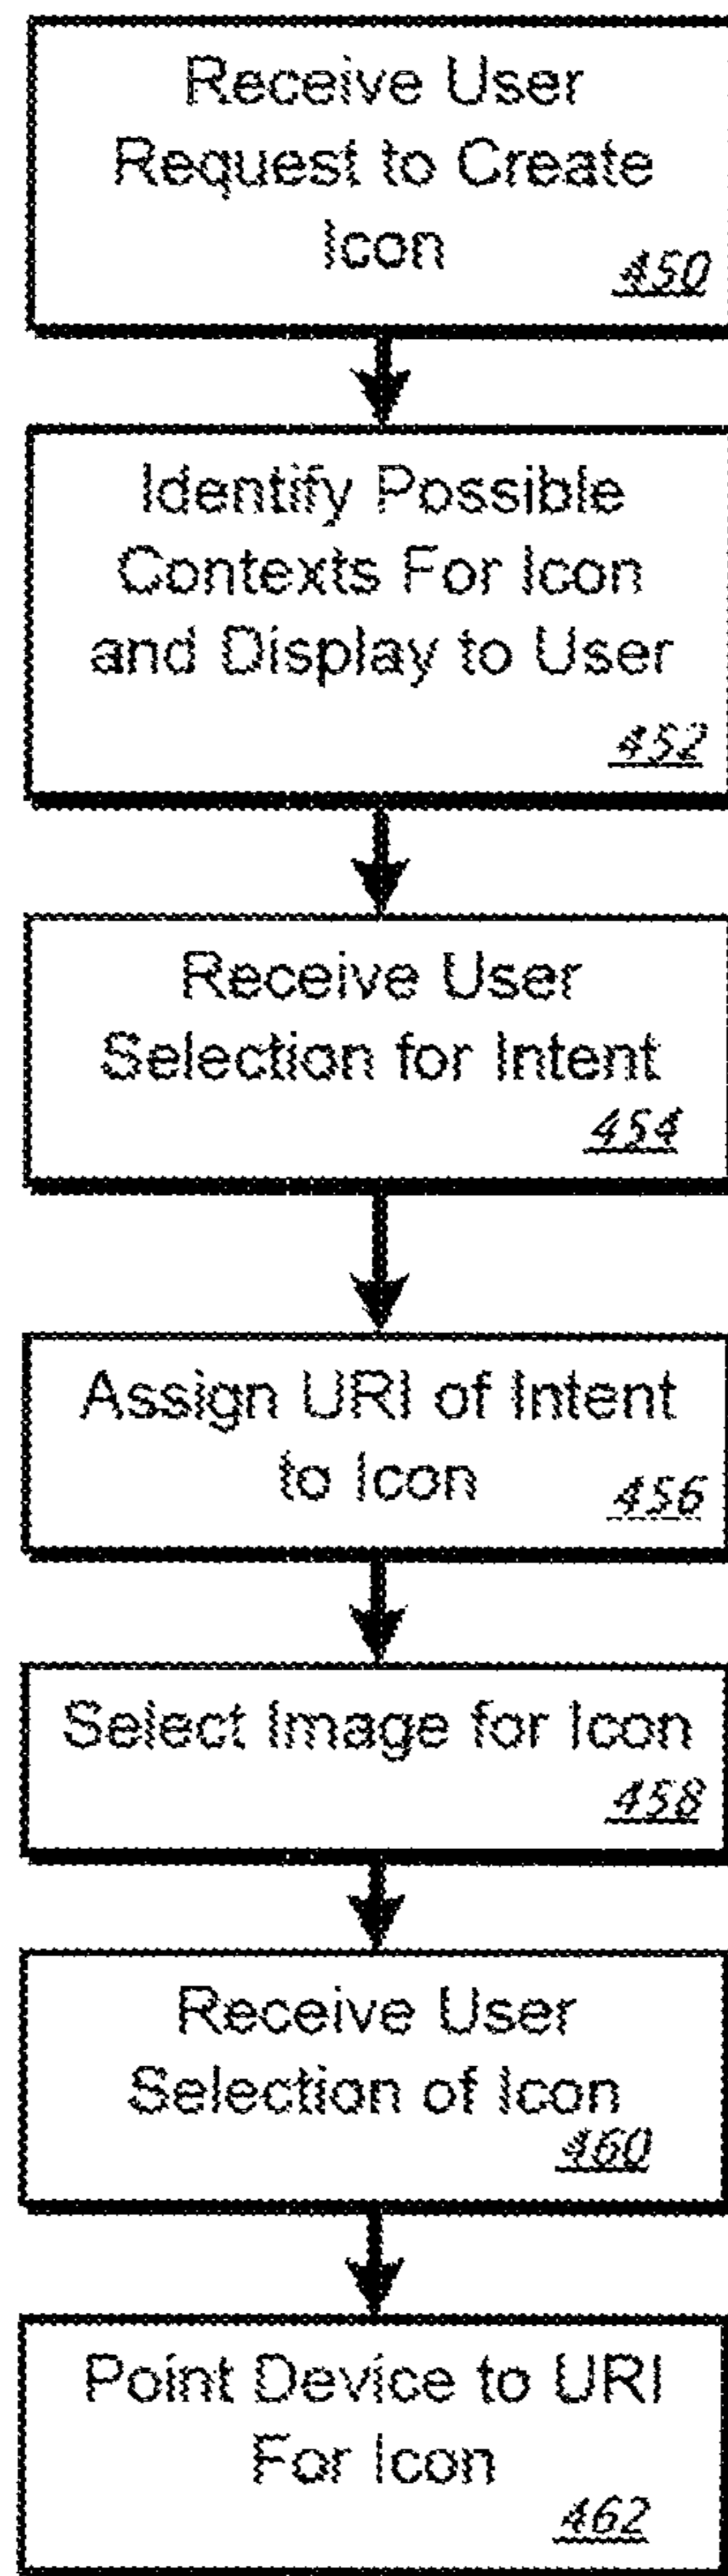 Receive User
Request to Create
Icon
450
Identify Possible
Contexts For Icon
and Display to User
452
Receive User
Selection for Intent
454
Assign URI of Intent
to Icon
456
Select Image for Icon
458
Receive User
Selection of Icon
460
Point Device to URI
For Icon
462